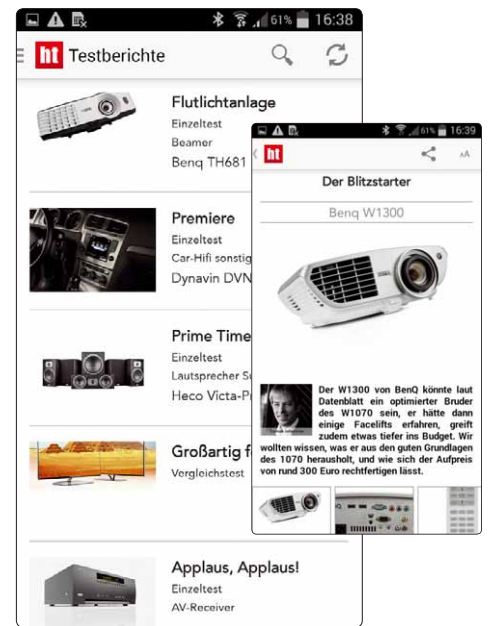 61% 16:38
ht Testberichte
Flutlichtanlage
Einzeltest
Beamer
Benq TH681
Premiere
Einzeltest
Car-Hifi sonstig
Dynavin DVN
Prime Time
Einzeltest
Lautsprecher Su
Heco Victa-Pr
Großartig f
Vergleichstest
Applaus, Applaus!
Einzeltest
AV-Receiver
61% 16:39
ht
AA
Der Blitzstarter
Benq W1300
Der W1300 von BenQ könnte laut
Datenblatt ein optimierter Bruder
des W1070 sein, er hätte dann
einige Facelifts erfahren, greift
zudem etwas tiefer ins Budget. Wir
wollten wissen, was er aus den guten Grundlagen
des 1070 herausholt, und wie sich der Aufpreis
von rund 300 Euro rechtfertigen lässt.